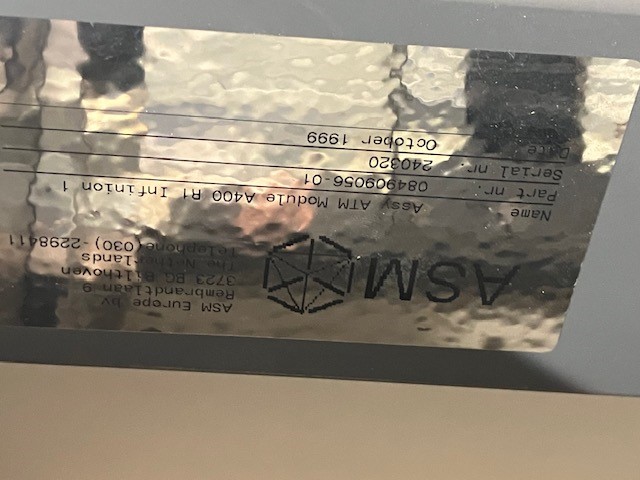 ASM
ASM Europe bv
Rembrandtlaan 9
3723 BG Bilthoven
The Netherlands
Telephone(030)-2298411
Name Assy ATM Module A400 R1 Infinion 1
Part nr. 08409056-01
Serial nr. 240320
Date October 1999